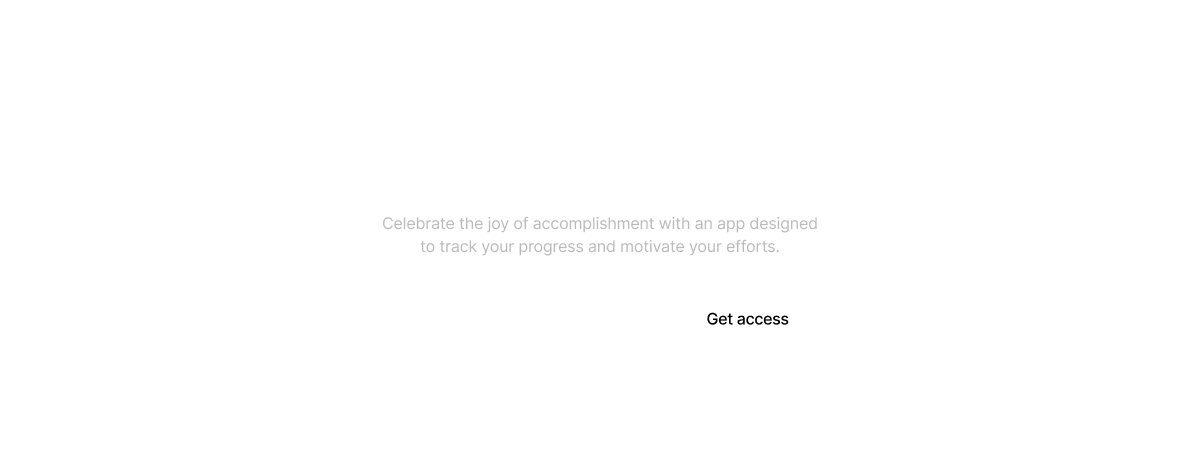 Celebrate the joy of accomplishment with an app designed
to track your progress and motivate your efforts.
Get access